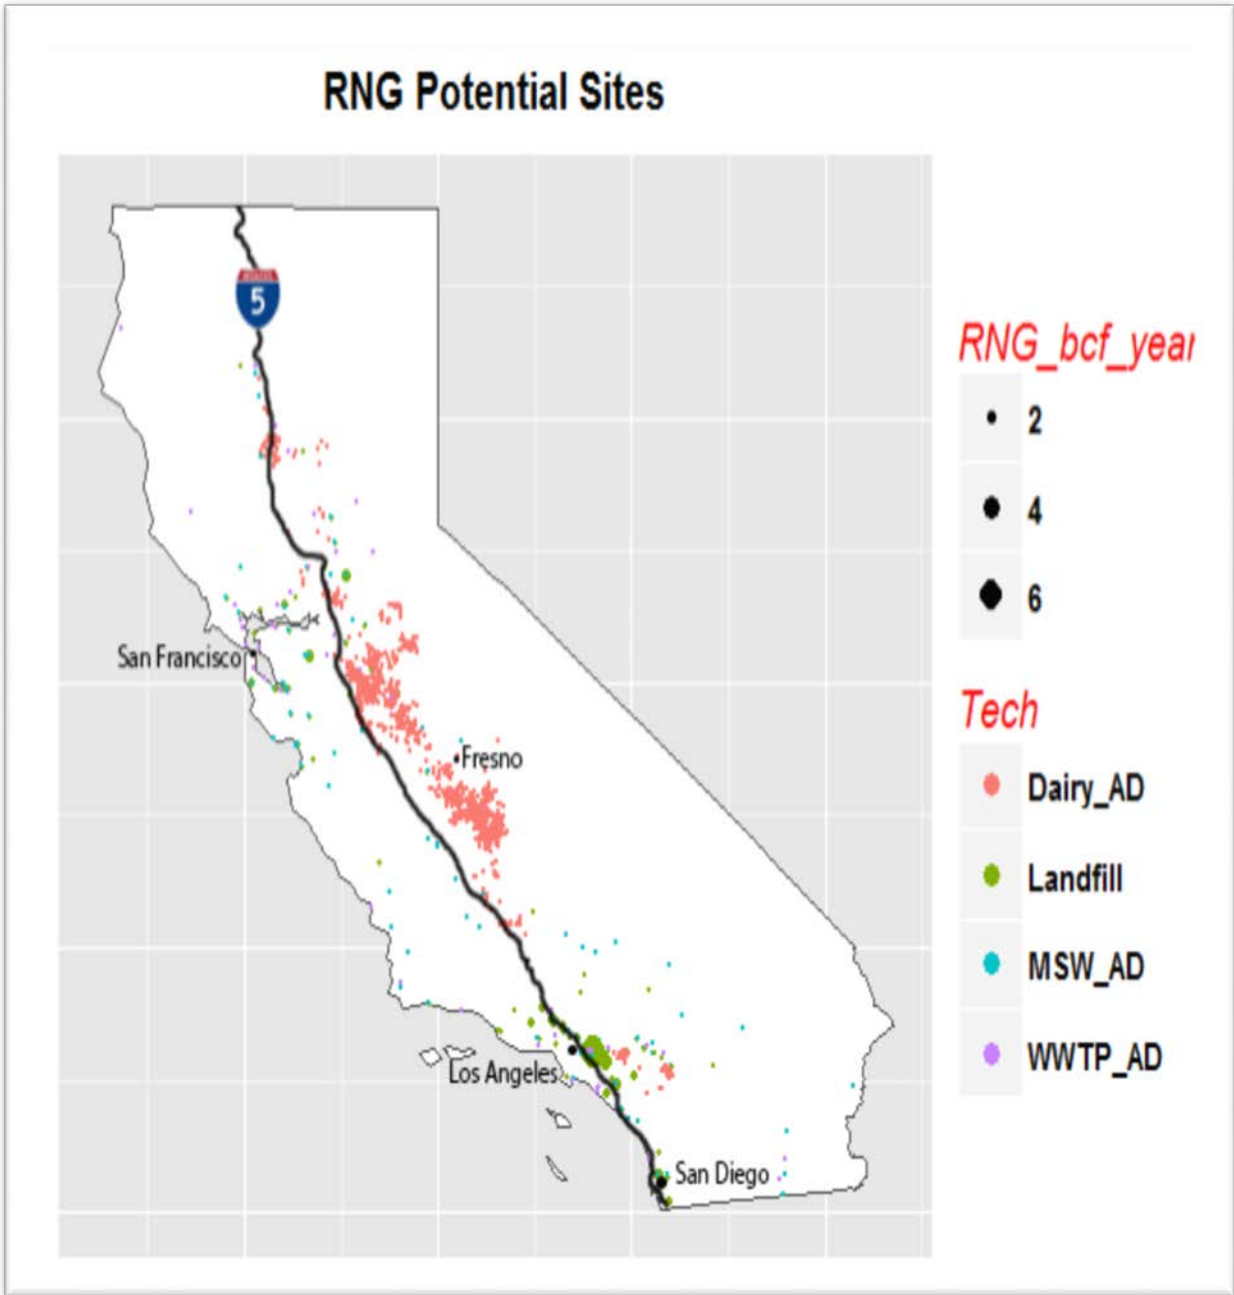 RNG Potential Sites
5
San Francisco
Fresno
Los Angeles
San Diego
RNG_bcf_year
2
4
6
Tech
Dairy_AD
Landfill
MSW_AD
WWTP_AD